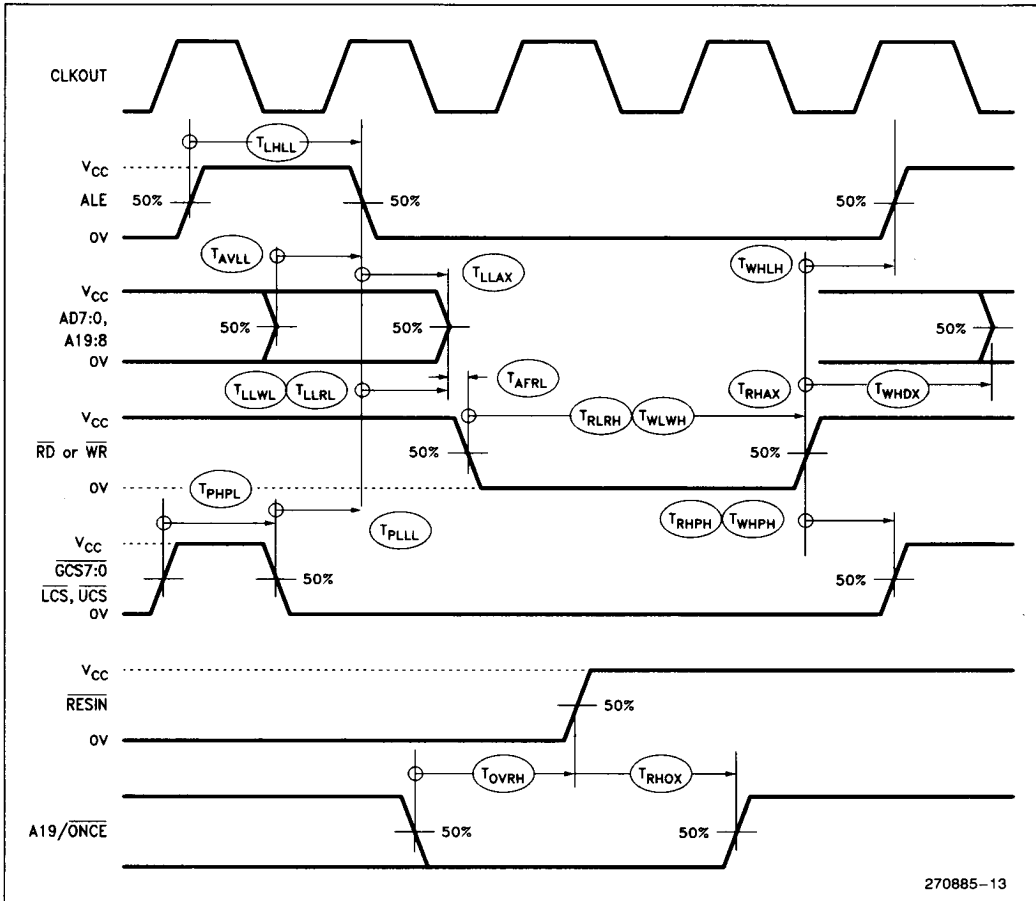 CLKOUT
T_LHLL
V_CC
ALE
0V
50%
50%
50%
T_AVLL
T_LLAX
T_WHLH
V_CC
AD7:0,
A19:8
0V
50%
50%
50%
T_LLWL T_LLRL
T_AFRL
T_RHAX
T_WHDX
V_CC
RD or WR
0V
T_RLRH T_WLWH
50%
50%
T_PHPL
T_PLLL
T_RHPH T_WHPH
V_CC
GCS7:0
LCS, UCS
0V
50%
50%
V_CC
RESIN
0V
50%
T_OVRH
T_RHOX
A19/ONCE
50%
50%
270885-13